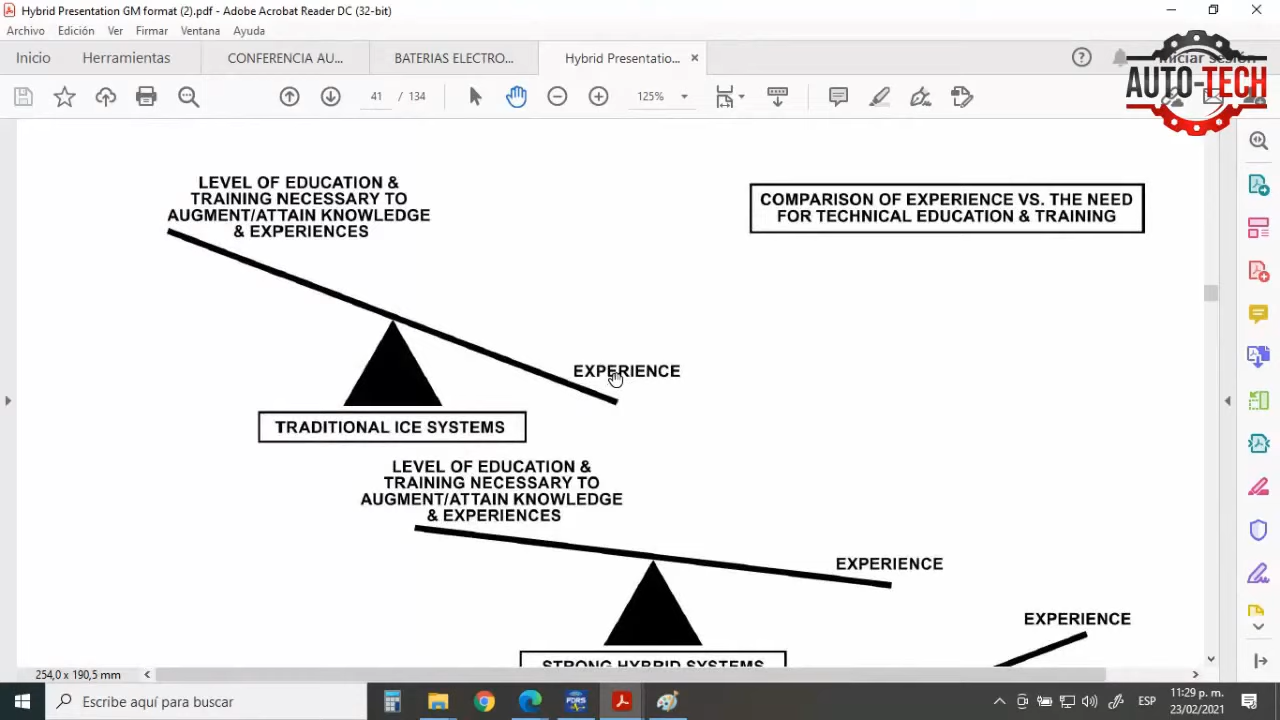 Hybrid Presentation GM format (2).pdf - Adobe Acrobat Reader DC (32-bit)
Archivo Edición Ver Firmar Ventana Ayuda
Inicio Herramientas CONFERENCIA AU... BATERIAS ELECTRO... Hybrid Presentatio... Iniciar sesión
AUTO-TECH
41 / 134 125%
LEVEL OF EDUCATION &
TRAINING NECESSARY TO
AUGMENT/ATTAIN KNOWLEDGE
& EXPERIENCES
COMPARISON OF EXPERIENCE VS. THE NEED
FOR TECHNICAL EDUCATION & TRAINING
EXPERIENCE
TRADITIONAL ICE SYSTEMS
LEVEL OF EDUCATION &
TRAINING NECESSARY TO
AUGMENT/ATTAIN KNOWLEDGE
& EXPERIENCES
EXPERIENCE
EXPERIENCE
STRONG HYBRID SYSTEMS
254,0 x 190,5 mm
Escribe aquí para buscar
FDRS
ESP
11:29 p. m.
23/02/2021